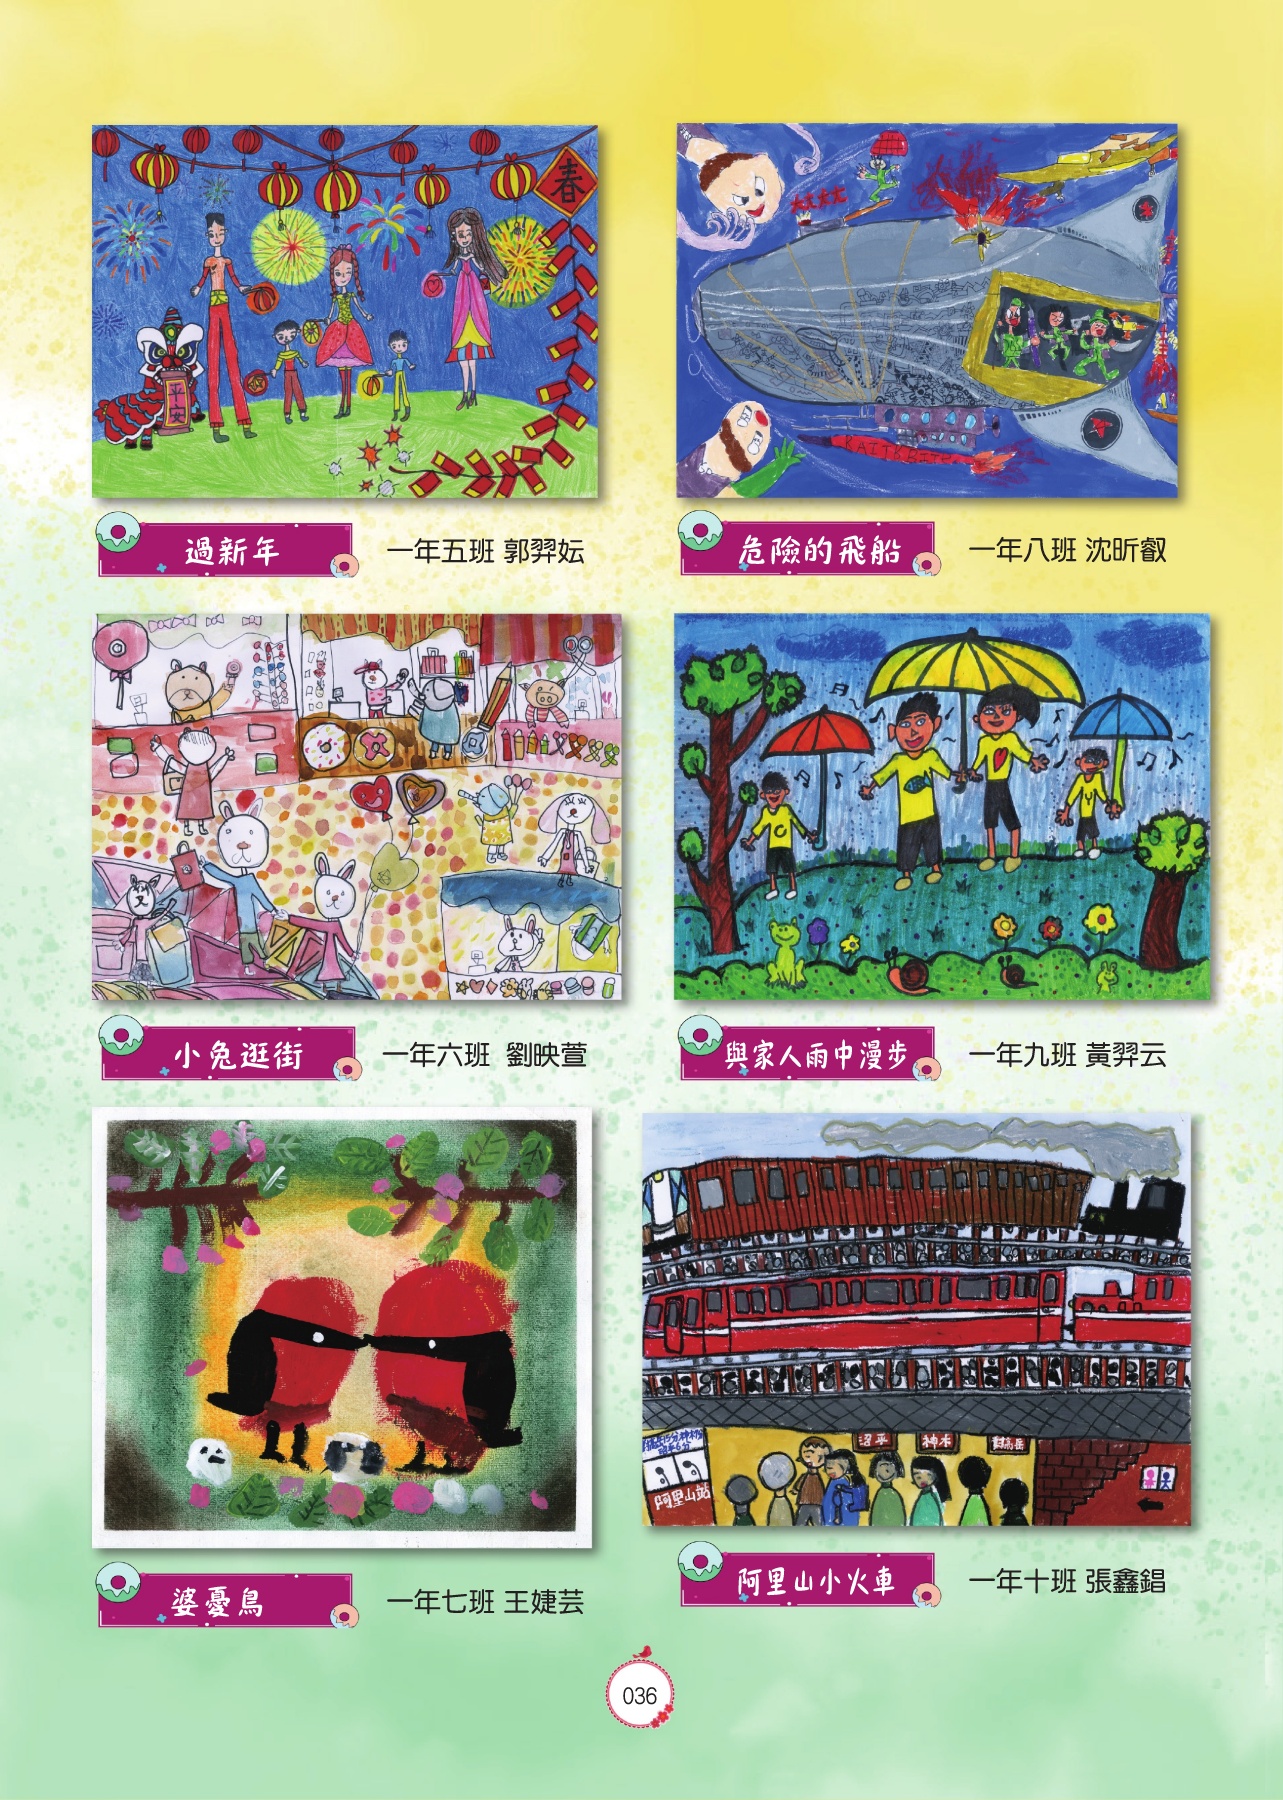 春
平安
過新年
一年五班 郭羿妘
KAITKBITE
危險的飛船
一年八班 沈昕叡
小兔逛街
一年六班 劉映萱
與家人雨中漫步
一年九班 黃羿云
婆憂鳥
一年七班 王婕芸
沼平
神木
對高岳
阿里山站
阿里山小火車
一年十班 張鑫錩
036